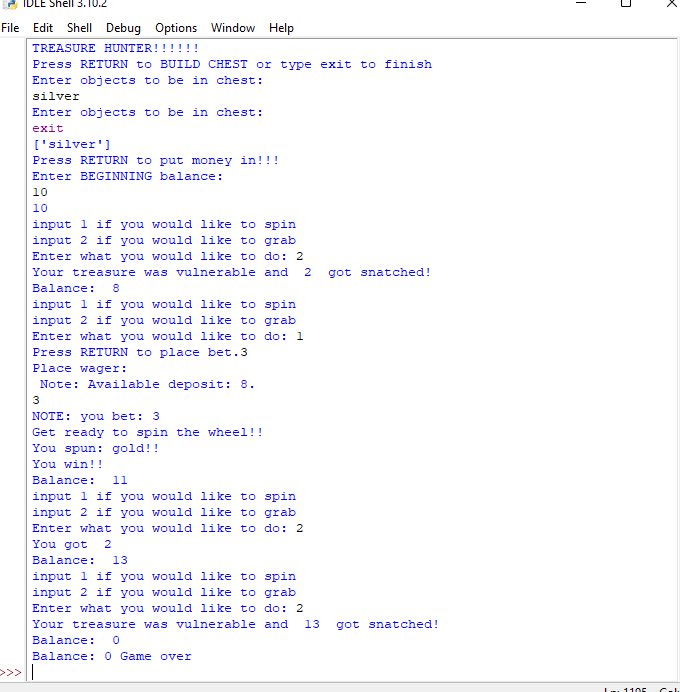 IDLE Shell 3.10.2
File Edit Shell Debug Options Window Help
TREASURE HUNTER!!!!!!
Press RETURN to BUILD CHEST or type exit to finish
Enter objects to be in chest:
silver
Enter objects to be in chest:
exit
['silver']
Press RETURN to put money in!!!
Enter BEGINNING balance:
10
10
input 1 if you would like to spin
input 2 if you would like to grab
Enter what you would like to do: 2
Your treasure was vulnerable and  2  got snatched!
Balance:  8
input 1 if you would like to spin
input 2 if you would like to grab
Enter what you would like to do: 1
Press RETURN to place bet.3
Place wager:
 Note: Available deposit: 8.
3
NOTE: you bet: 3
Get ready to spin the wheel!!
You spun: gold!!
You win!!
Balance:  11
input 1 if you would like to spin
input 2 if you would like to grab
Enter what you would like to do: 2
You got  2
Balance:  13
input 1 if you would like to spin
input 2 if you would like to grab
Enter what you would like to do: 2
Your treasure was vulnerable and  13  got snatched!
Balance:  0
Balance: 0 Game over
>>>